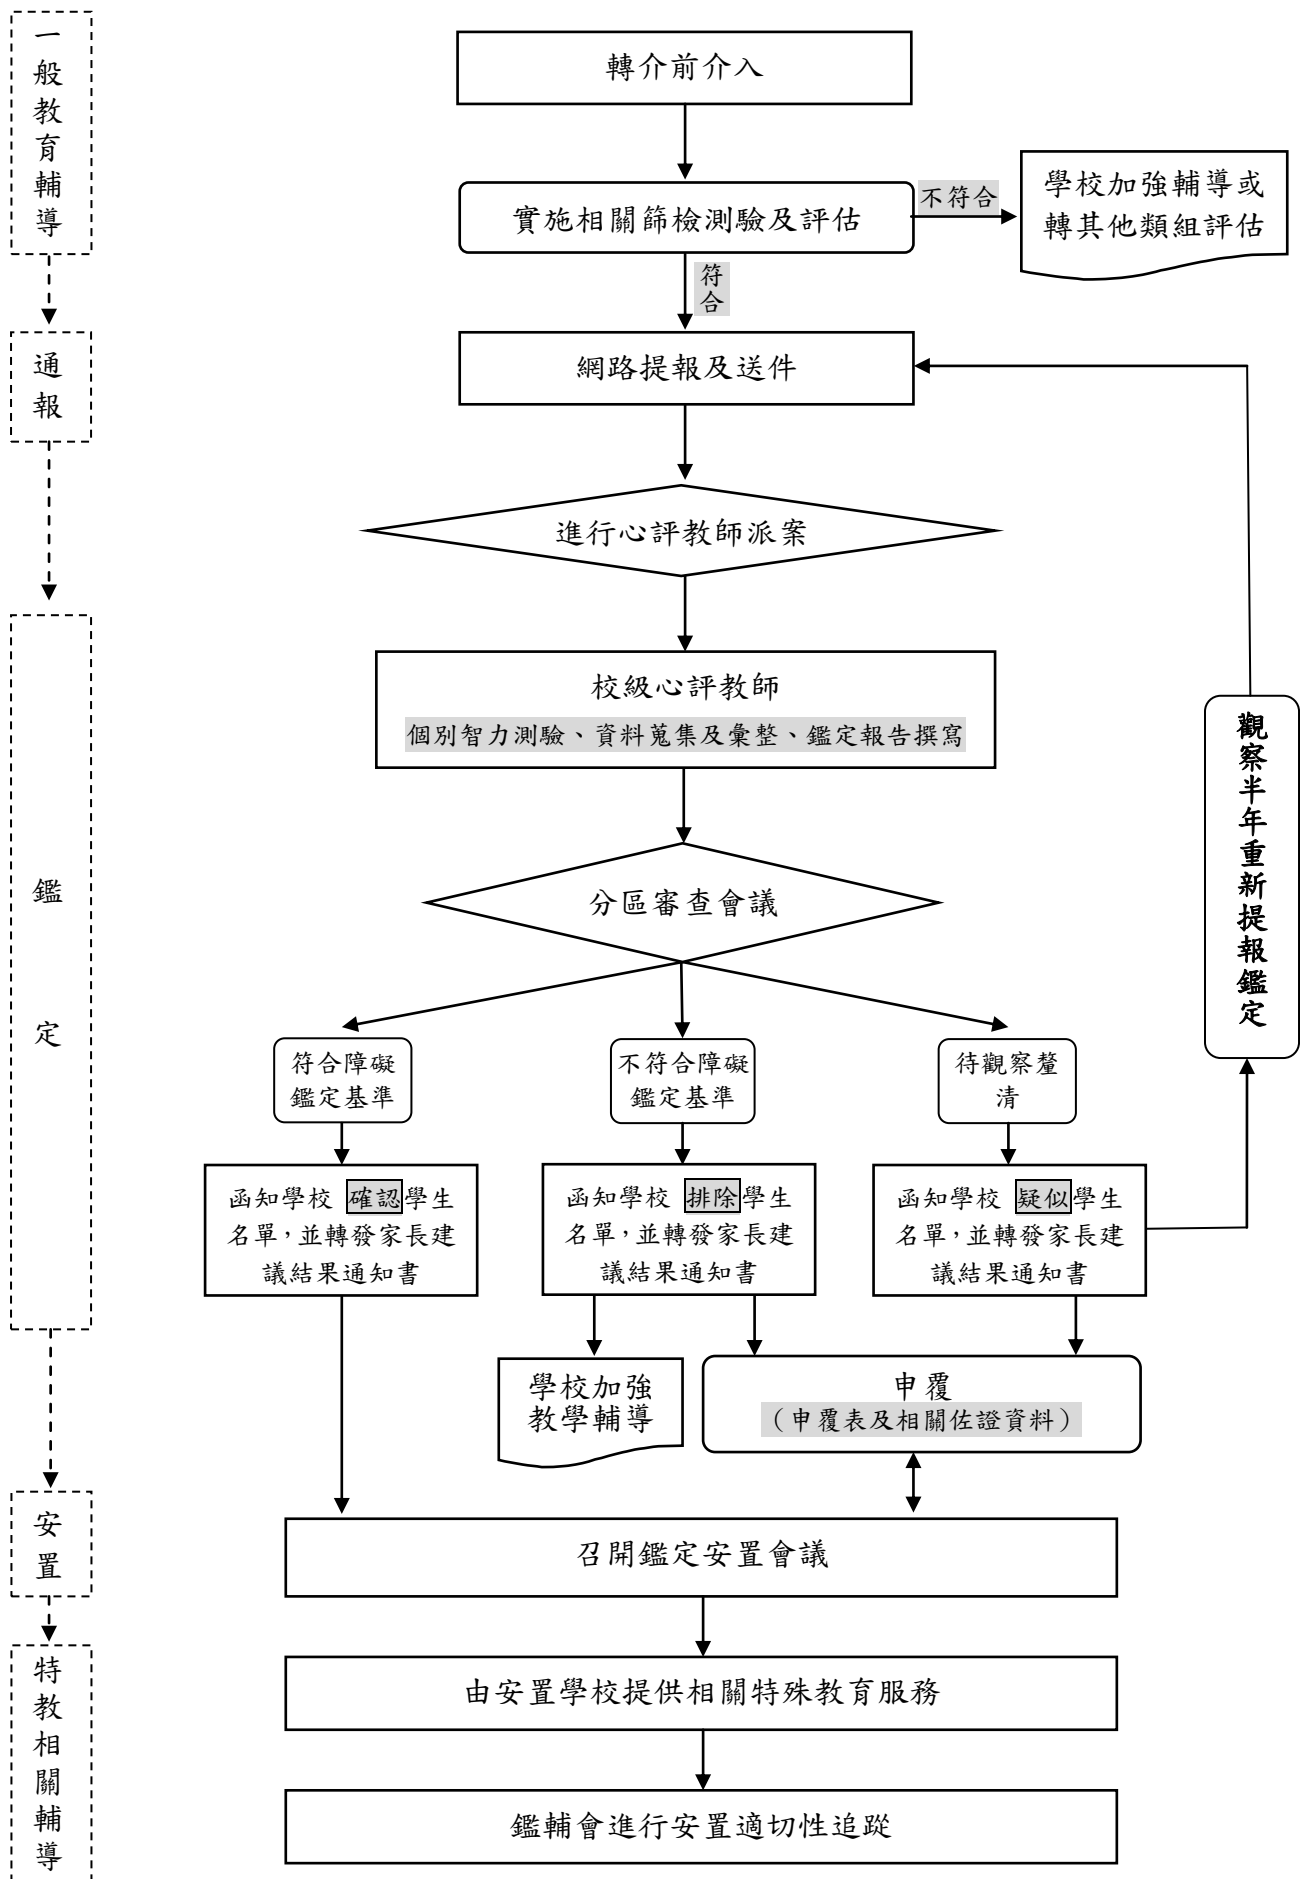 一般教育輔導
通報
鑑定
安置
特教相關輔導
轉介前介入
實施相關篩檢測驗及評估
不符合
學校加強輔導或
轉其他類組評估
符合
網路提報及送件
進行心評教師派案
校級心評教師
個別智力測驗、資料蒐集及彙整、鑑定報告撰寫
觀察半年重新提報鑑定
分區審查會議
符合障礙
鑑定基準
不符合障礙
鑑定基準
待觀察釐
清
函知學校 確認學生
名單，並轉發家長建
議結果通知書
函知學校 排除學生
名單，並轉發家長建
議結果通知書
函知學校 疑似學生
名單，並轉發家長建
議結果通知書
學校加強
教學輔導
申覆
（申覆表及相關佐證資料）
召開鑑定安置會議
由安置學校提供相關特殊教育服務
鑑輔會進行安置適切性追蹤